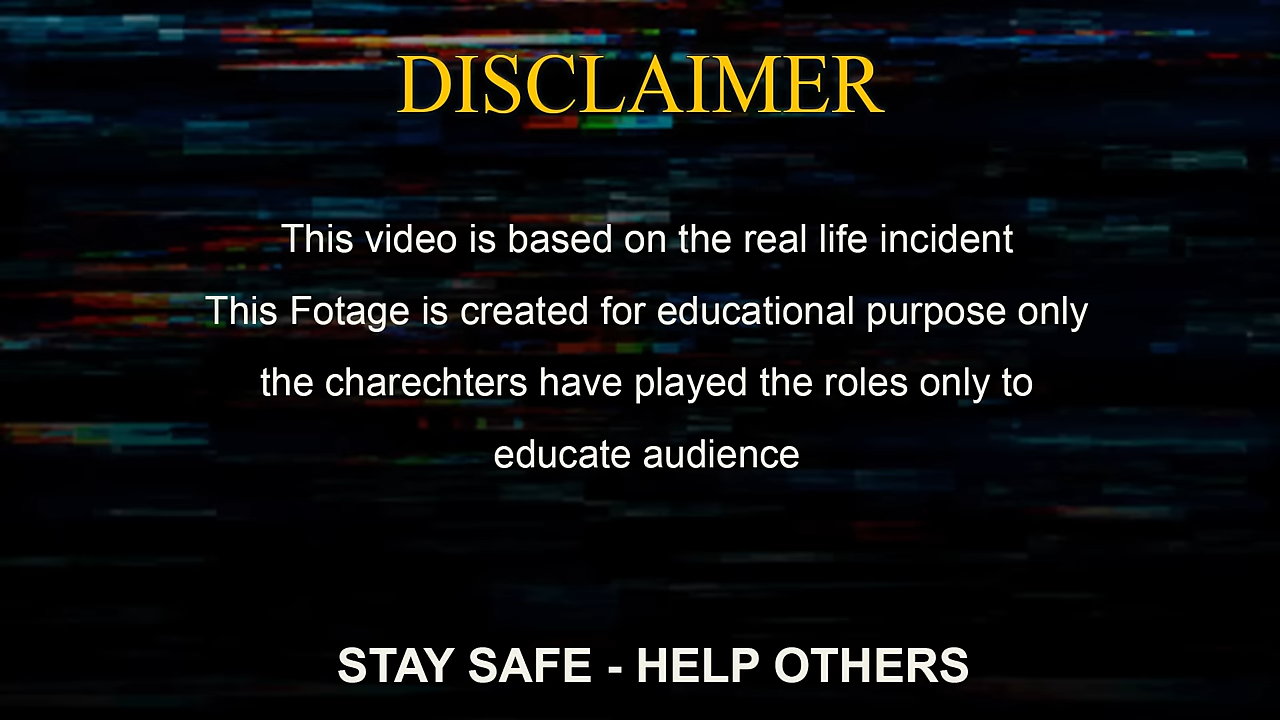 DISCLAIMER
This video is based on the real life incident
This Fotage is created for educational purpose only
the charechters have played the roles only to
educate audience
STAY SAFE - HELP OTHERS